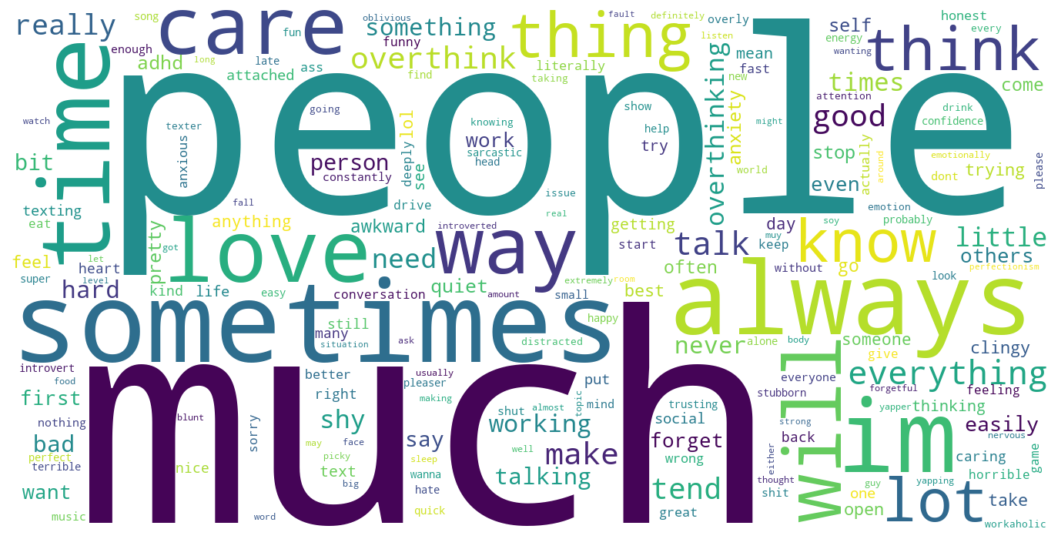 people
much
sometimes
always
love
way
care
thing
think
time
know
will
im
lot
really
something
overthink
adhd
attached
funny
literally
enough
song
late
fun
ass
oblivious
long
find
taking
fault
definitely
listen
wanting
overly
mean
fast
new
self
energy
times
honest
every
come
attention
might
good
drink
confidence
stop
actually
emotionally
around
even
dont
trying
please
anxiety
overthinking
world
watch
bit
texting
eat
feel
super
let
level
heart
hard
got
fall
pretty
kind
life
easy
anything
texter
anxious
going
person
constantly
deeply
lol
see
drive
awkward
need
quiet
conversation
introverted
amount
knowing
work
sarcastic
head
show
help
try
issue
real
getting
start
often
extremely
room
small
best
happy
distracted
talk
day
keep
muy
without
soy
emotion
probably
go
look
little
others
perfectionism
never
alone
body
someone
give
clingy
everything
feeling
everyone
stubborn
forgetful
yapper
thinking
strong
nervous
easily
back
either
thought
shit
guy
yapping
one
open
caring
horrible
game
take
workaholic
introvert
food
first
nothing
bad
perfect
terrible
want
music
nice
blunt
sorry
word
many
situation
still
ask
better
right
usually
making
pleaser
shy
may
face
picky
text
big
say
sleep
wanna
hate
quick
shut
almost
topic
working
well
talking
put
mind
make
great
trusting
social
forget
wrong
tend